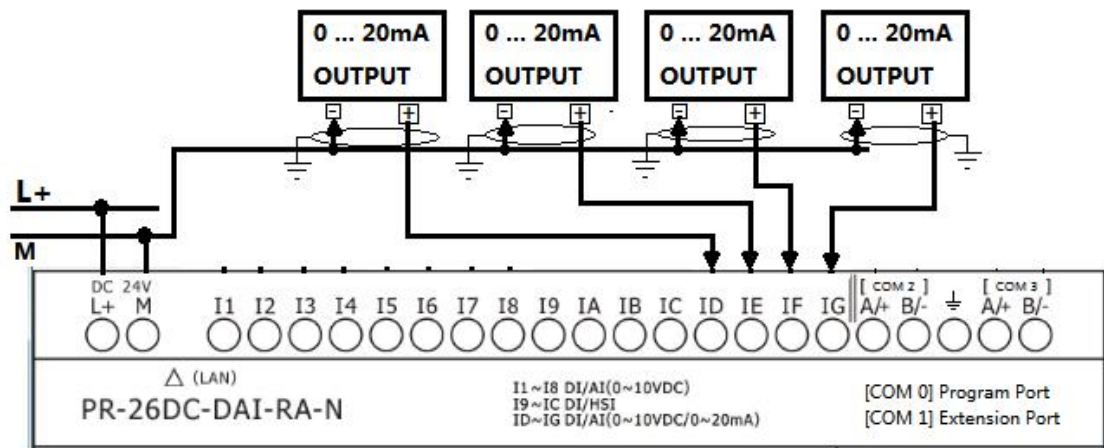 0 ... 20mA 0 ... 20mA 0 ... 20mA 0 ... 20mA
OUTPUT OUTPUT OUTPUT OUTPUT
- + - + - + - +
L+
M
DC 24V [ COM 2 ] [ COM 3 ]
L+ M I1 I2 I3 I4 I5 I6 I7 I8 I9 IA IB IC ID IE IF IG A/+ B/- A/+ B/-
(LAN)
PR-26DC-DAI-RA-N
I1~I8 DI/AI(0~10VDC)
I9~IC DI/HSI
ID~IG DI/AI(0~10VDC/0~20mA)
[COM 0] Program Port
[COM 1] Extension Port